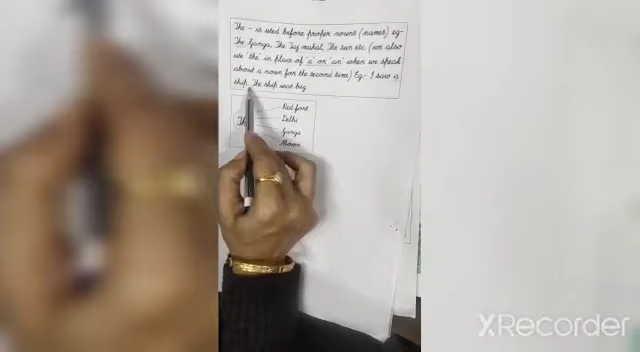 The - is used before proper nouns (names) eg-
The Ganga, The Taj mahal, The sun etc. (we also
use 'the' in place of 'a' or 'an' when we speak
about a noun for the second time) Eg- I saw a
ship. The ship was big.
Red fort
The Delhi
Ganga
Moon
XRecorder